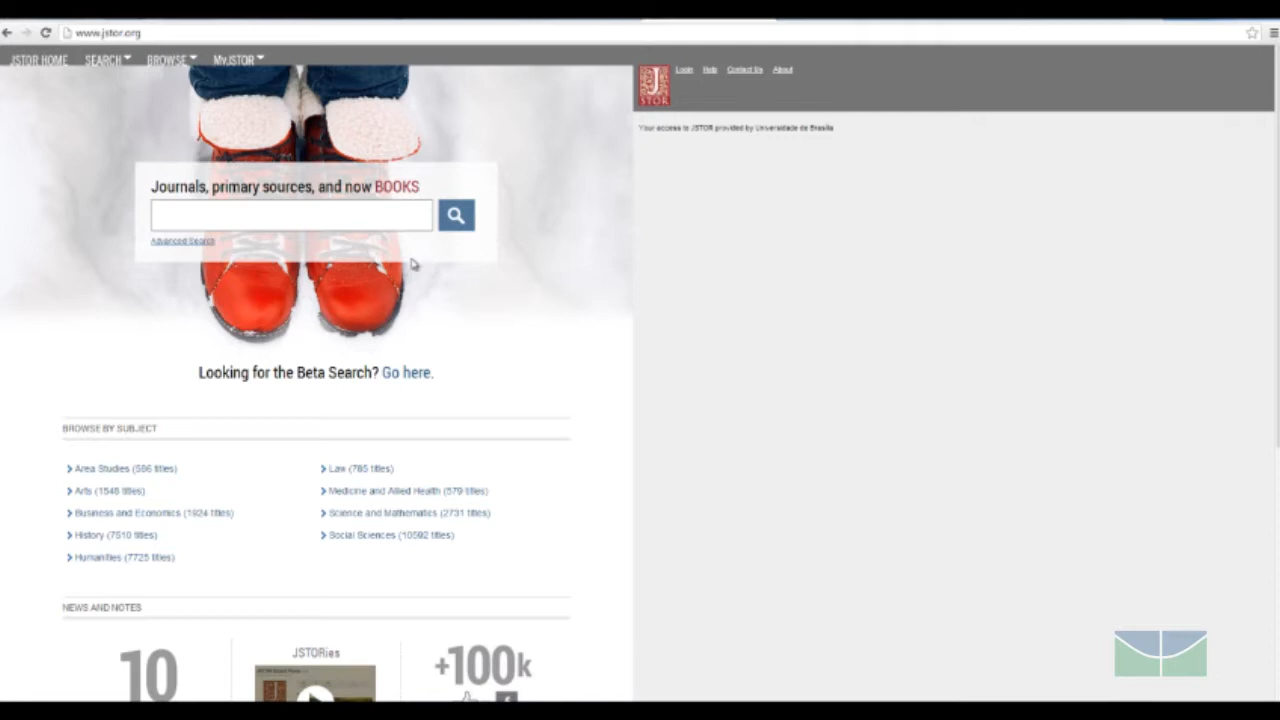 www.jstor.org
JSTOR HOME SEARCH BROWSE MyJSTOR
JSTOR
Login Help Contact Us About
Your access to JSTOR provided by Universidade de Brasilia
Journals, primary sources, and now BOOKS
Advanced Search
Looking for the Beta Search? Go here.
BROWSE BY SUBJECT
Area Studies (586 titles)
Arts (1548 titles)
Business and Economics (1924 titles)
History (7510 titles)
Humanities (7725 titles)
Law (785 titles)
Medicine and Allied Health (579 titles)
Science and Mathematics (2731 titles)
Social Sciences (10592 titles)
NEWS AND NOTES
10
JSTORies
+100k